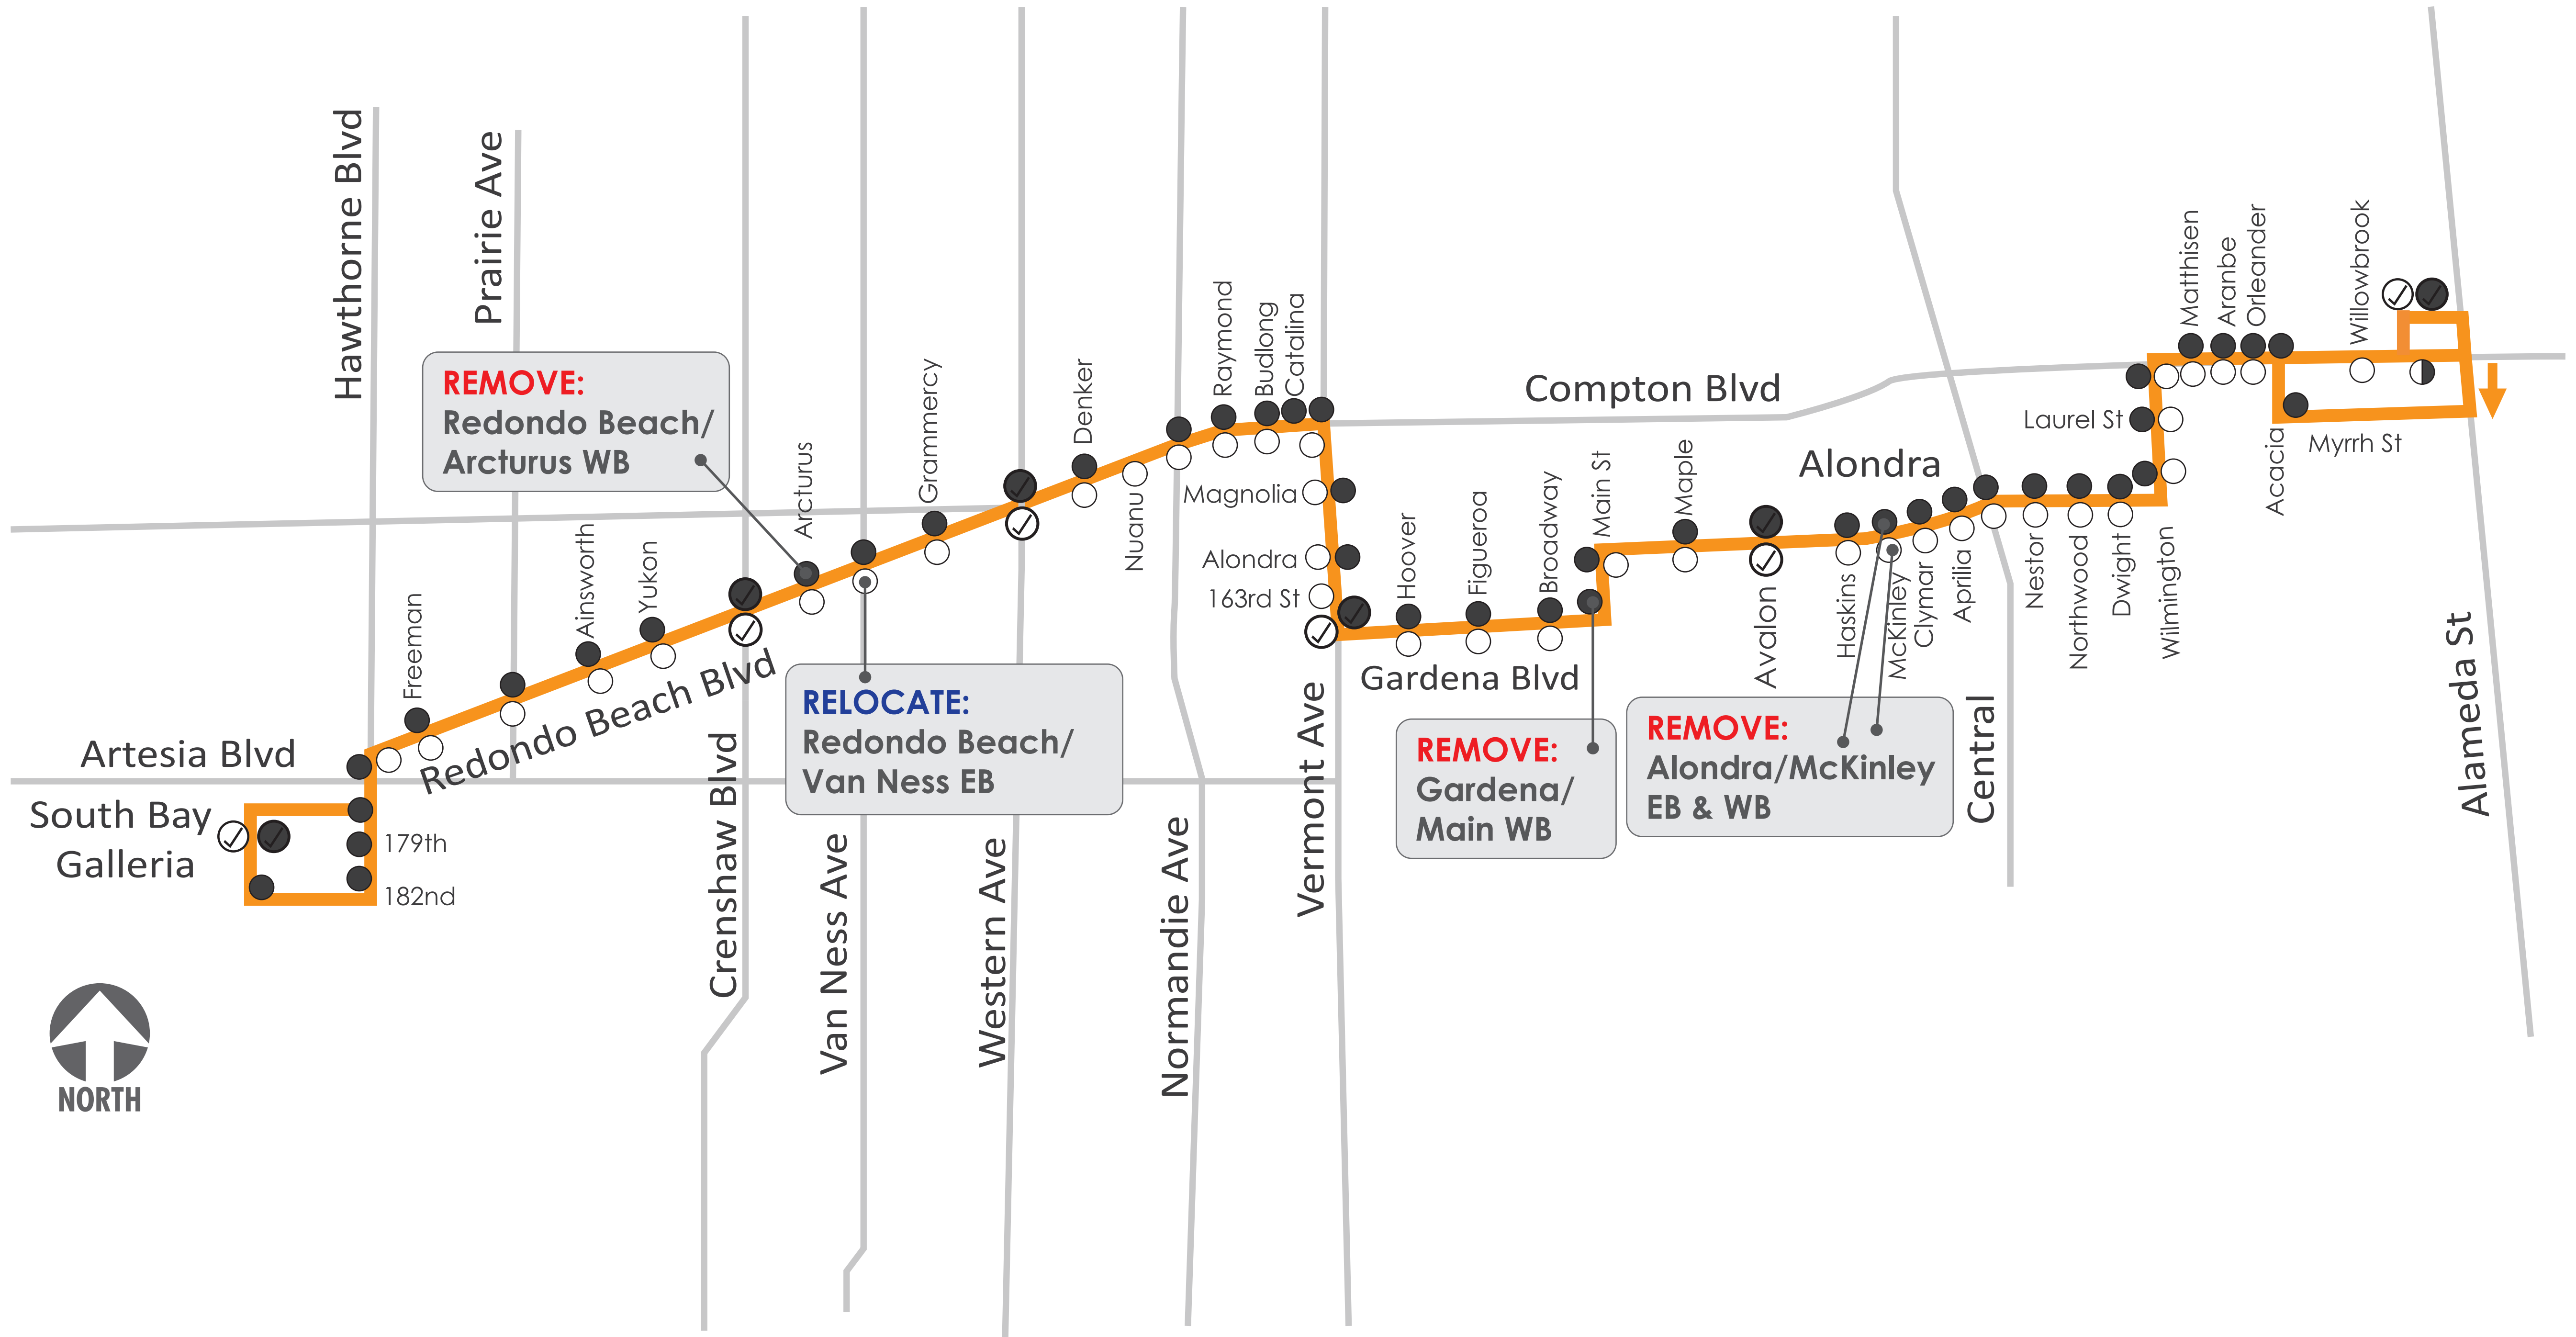 Hawthorne Blvd
Prairie Ave
REMOVE:
Redondo Beach/
Arcturus WB
Arcturus
Grammercy
Denker
Nuanu
Raymond
Budlong
Catalina
Magnolia
Alondra
163rd St
Compton Blvd
Hoover
Figueroa
Broadway
Main St
Maple
Alondra
Avalon
Haskins
McKinley
Clymar
Aprilia
Nestor
Northwood
Dwight
Wilmington
Laurel St
Matthisen
Aranbe
Orleander
Acacia
Willowbrook
Myrrh St
Freeman
Ainsworth
Yukon
Redondo Beach Blvd
Artesia Blvd
South Bay
Galleria
179th
182nd
Crenshaw Blvd
RELOCATE:
Redondo Beach/
Van Ness EB
Van Ness Ave
Western Ave
Normandie Ave
Vermont Ave
Gardena Blvd
REMOVE:
Gardena/
Main WB
REMOVE:
Alondra/McKinley
EB & WB
Central
Alameda St
NORTH